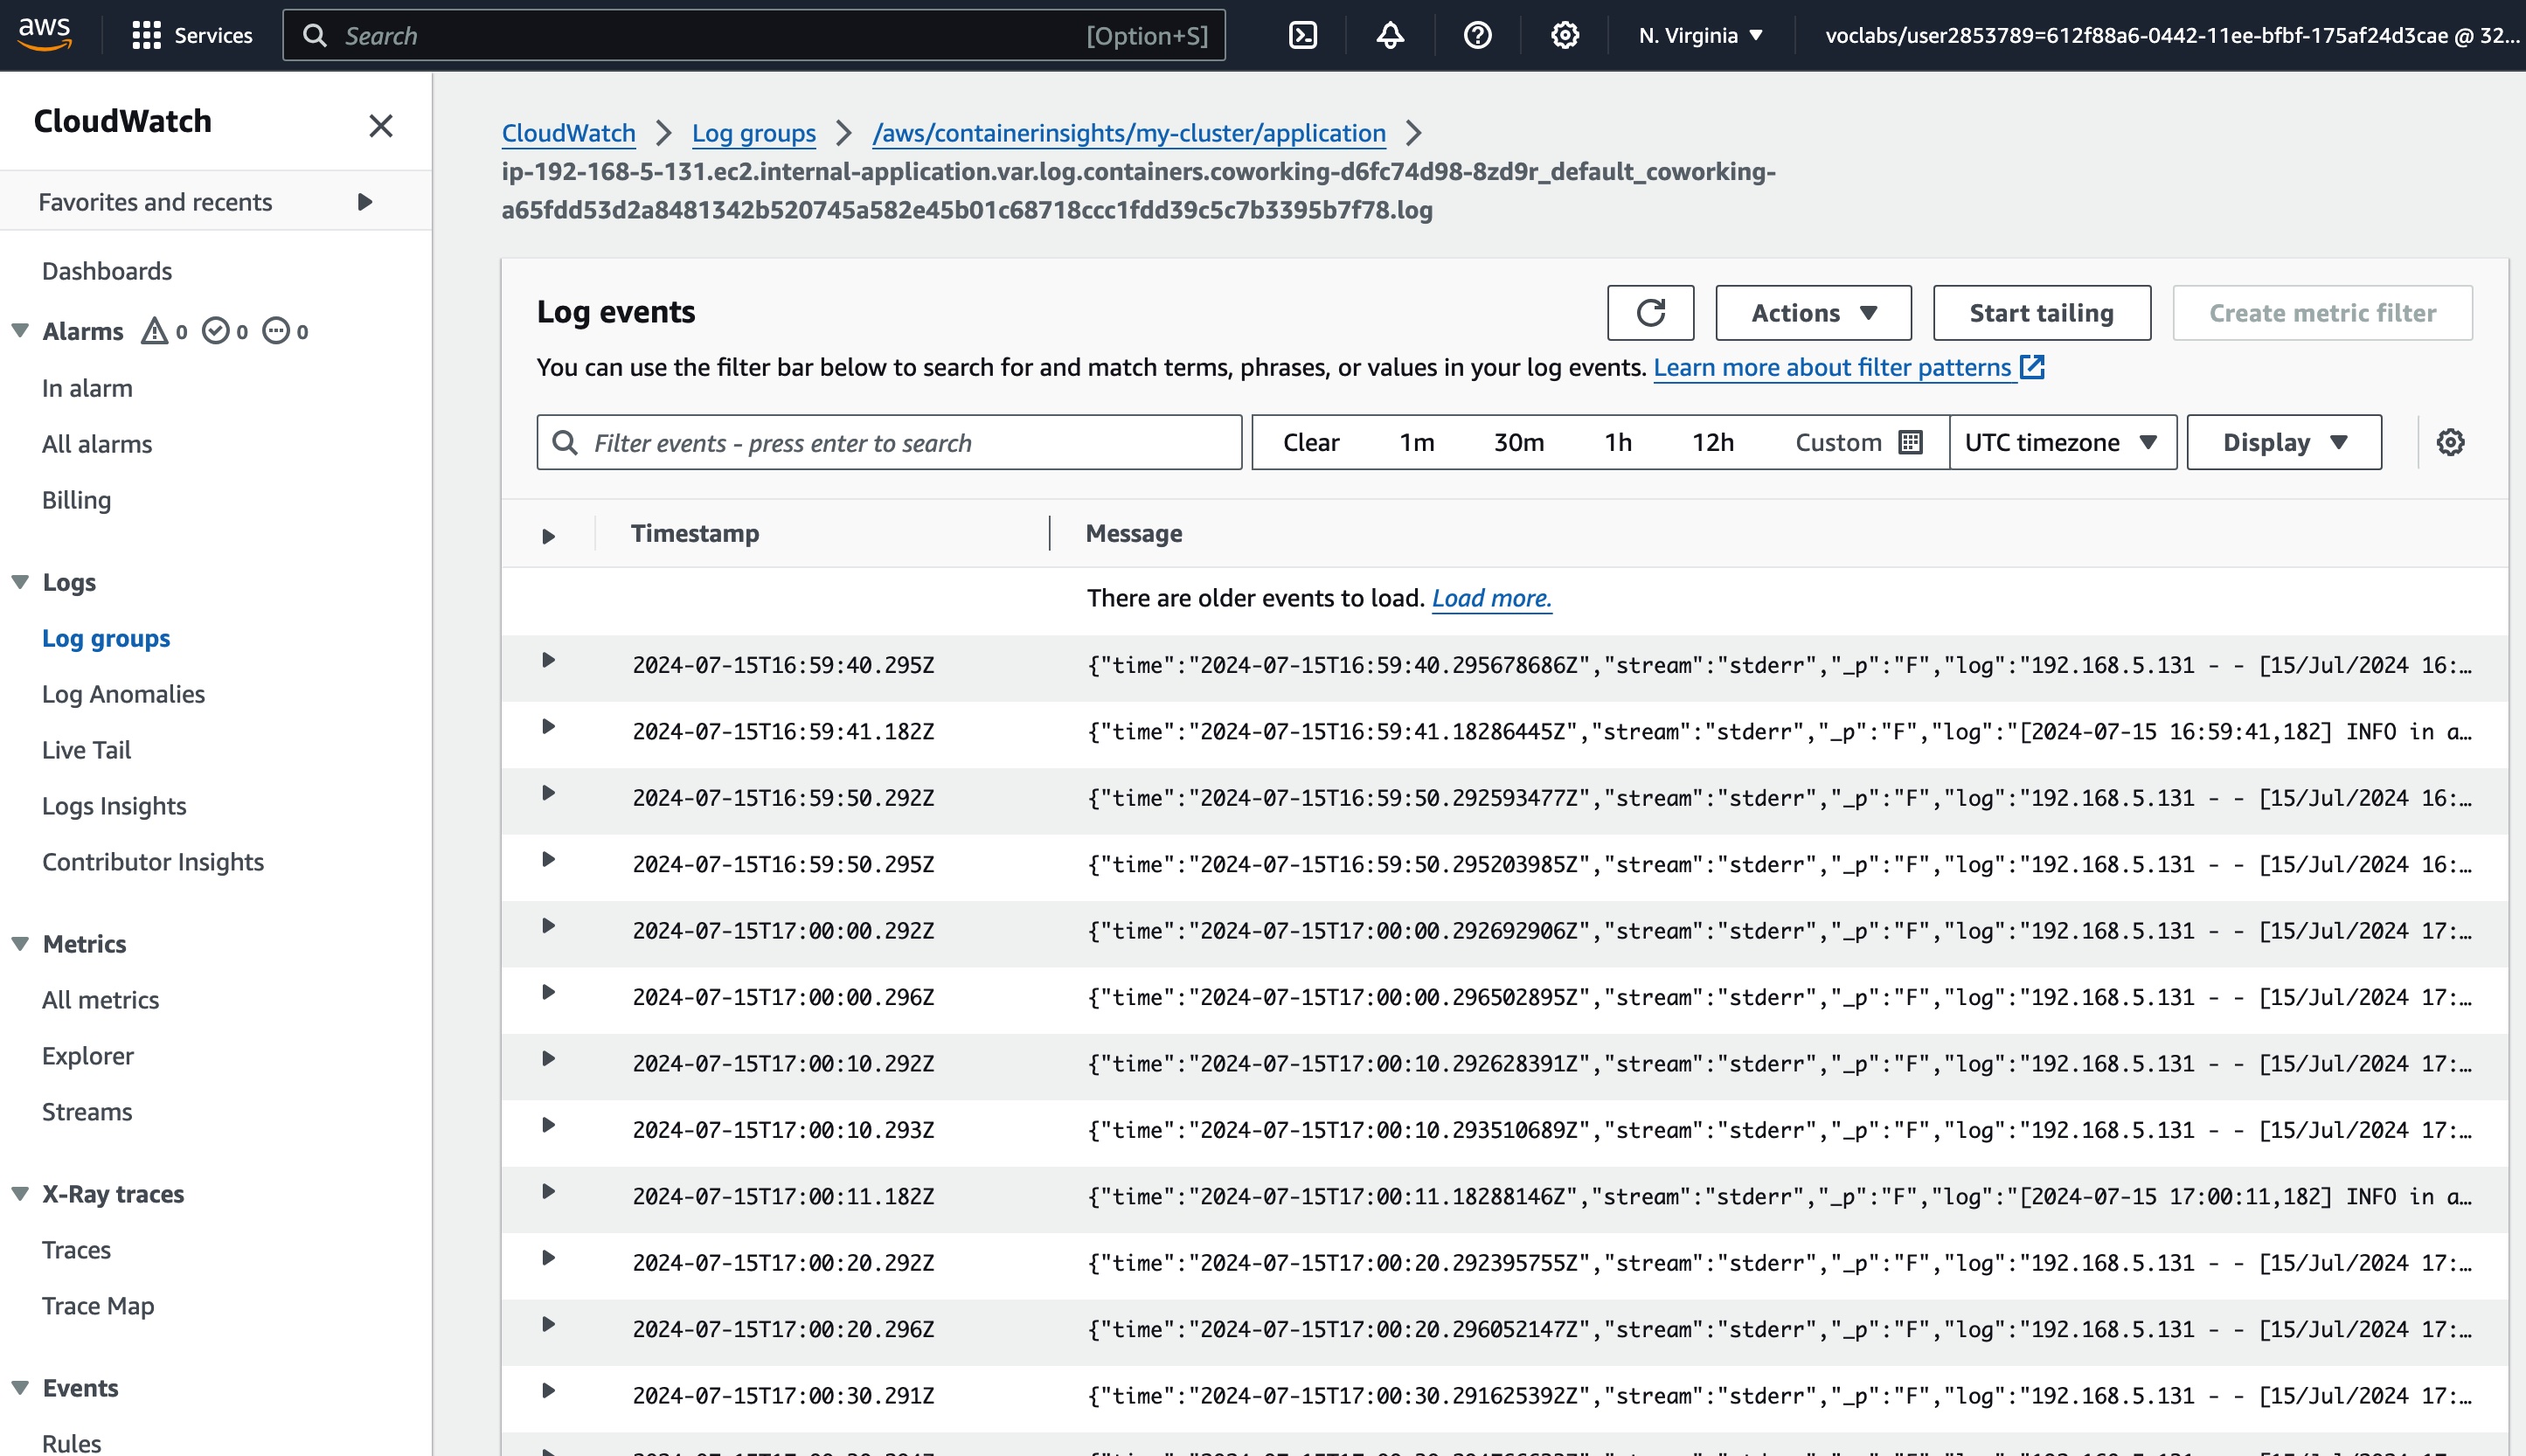 aws
Services
Search
[Option+S]
N. Virginia
voclabs/user2853789=612f88a6-0442-11ee-bfbf-175af24d3cae @ 32...
CloudWatch
Favorites and recents
Dashboards
Alarms 0 0 0
In alarm
All alarms
Billing
Logs
Log groups
Log Anomalies
Live Tail
Logs Insights
Contributor Insights
Metrics
All metrics
Explorer
Streams
X-Ray traces
Traces
Trace Map
Events
Rules
CloudWatch > Log groups > /aws/containerinsights/my-cluster/application >
ip-192-168-5-131.ec2.internal-application.var.log.containers.coworking-d6fc74d98-8zd9r_default_coworking-
a65fdd53d2a8481342b520745a582e45b01c68718ccc1fdd39c5c7b3395b7f78.log
Log events
Actions
Start tailing
Create metric filter
You can use the filter bar below to search for and match terms, phrases, or values in your log events. Learn more about filter patterns
Filter events - press enter to search
Clear 1m 30m 1h 12h Custom
UTC timezone
Display
Timestamp Message
There are older events to load. Load more.
2024-07-15T16:59:40.295Z {"time":"2024-07-15T16:59:40.295678686Z","stream":"stderr","_p":"F","log":"192.168.5.131 - - [15/Jul/2024 16:…
2024-07-15T16:59:41.182Z {"time":"2024-07-15T16:59:41.18286445Z","stream":"stderr","_p":"F","log":"[2024-07-15 16:59:41,182] INFO in a…
2024-07-15T16:59:50.292Z {"time":"2024-07-15T16:59:50.292593477Z","stream":"stderr","_p":"F","log":"192.168.5.131 - - [15/Jul/2024 16:…
2024-07-15T16:59:50.295Z {"time":"2024-07-15T16:59:50.295203985Z","stream":"stderr","_p":"F","log":"192.168.5.131 - - [15/Jul/2024 16:…
2024-07-15T17:00:00.292Z {"time":"2024-07-15T17:00:00.292692906Z","stream":"stderr","_p":"F","log":"192.168.5.131 - - [15/Jul/2024 17:…
2024-07-15T17:00:00.296Z {"time":"2024-07-15T17:00:00.296502895Z","stream":"stderr","_p":"F","log":"192.168.5.131 - - [15/Jul/2024 17:…
2024-07-15T17:00:10.292Z {"time":"2024-07-15T17:00:10.292628391Z","stream":"stderr","_p":"F","log":"192.168.5.131 - - [15/Jul/2024 17:…
2024-07-15T17:00:10.293Z {"time":"2024-07-15T17:00:10.293510689Z","stream":"stderr","_p":"F","log":"192.168.5.131 - - [15/Jul/2024 17:…
2024-07-15T17:00:11.182Z {"time":"2024-07-15T17:00:11.18288146Z","stream":"stderr","_p":"F","log":"[2024-07-15 17:00:11,182] INFO in a…
2024-07-15T17:00:20.292Z {"time":"2024-07-15T17:00:20.292395755Z","stream":"stderr","_p":"F","log":"192.168.5.131 - - [15/Jul/2024 17:…
2024-07-15T17:00:20.296Z {"time":"2024-07-15T17:00:20.296052147Z","stream":"stderr","_p":"F","log":"192.168.5.131 - - [15/Jul/2024 17:…
2024-07-15T17:00:30.291Z {"time":"2024-07-15T17:00:30.291625392Z","stream":"stderr","_p":"F","log":"192.168.5.131 - - [15/Jul/2024 17:…